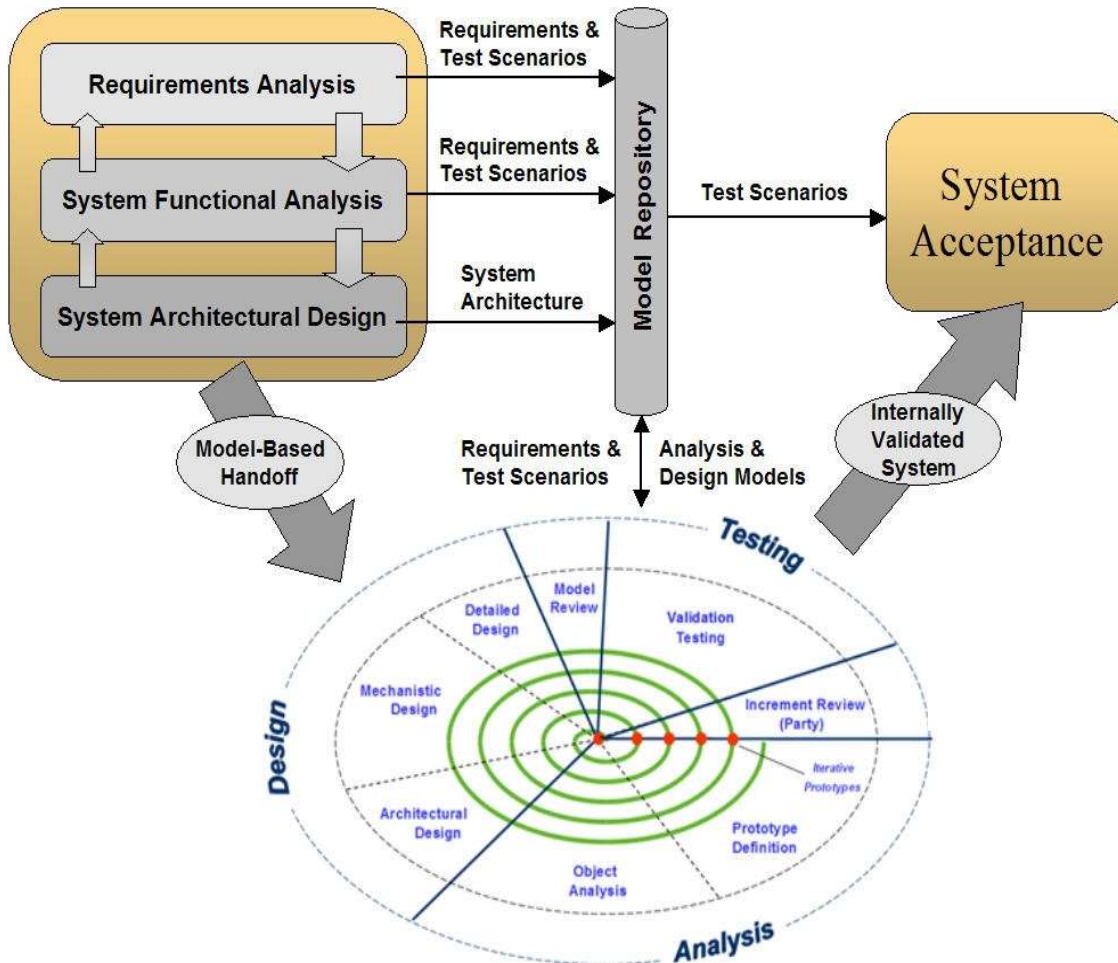 Requirements Analysis
System Functional Analysis
System Architectural Design
Requirements &
Test Scenarios
Requirements &
Test Scenarios
System
Architecture
Model Repository
Test Scenarios
System
Acceptance
Model-Based
Handoff
Requirements &
Test Scenarios
Analysis &
Design Models
Internally
Validated
System
Testing
Model
Review
Detailed
Design
Validation
Testing
Mechanistic
Design
Increment Review
(Party)
Design
Iterative
Prototypes
Architectural
Design
Prototype
Definition
Object
Analysis
Analysis